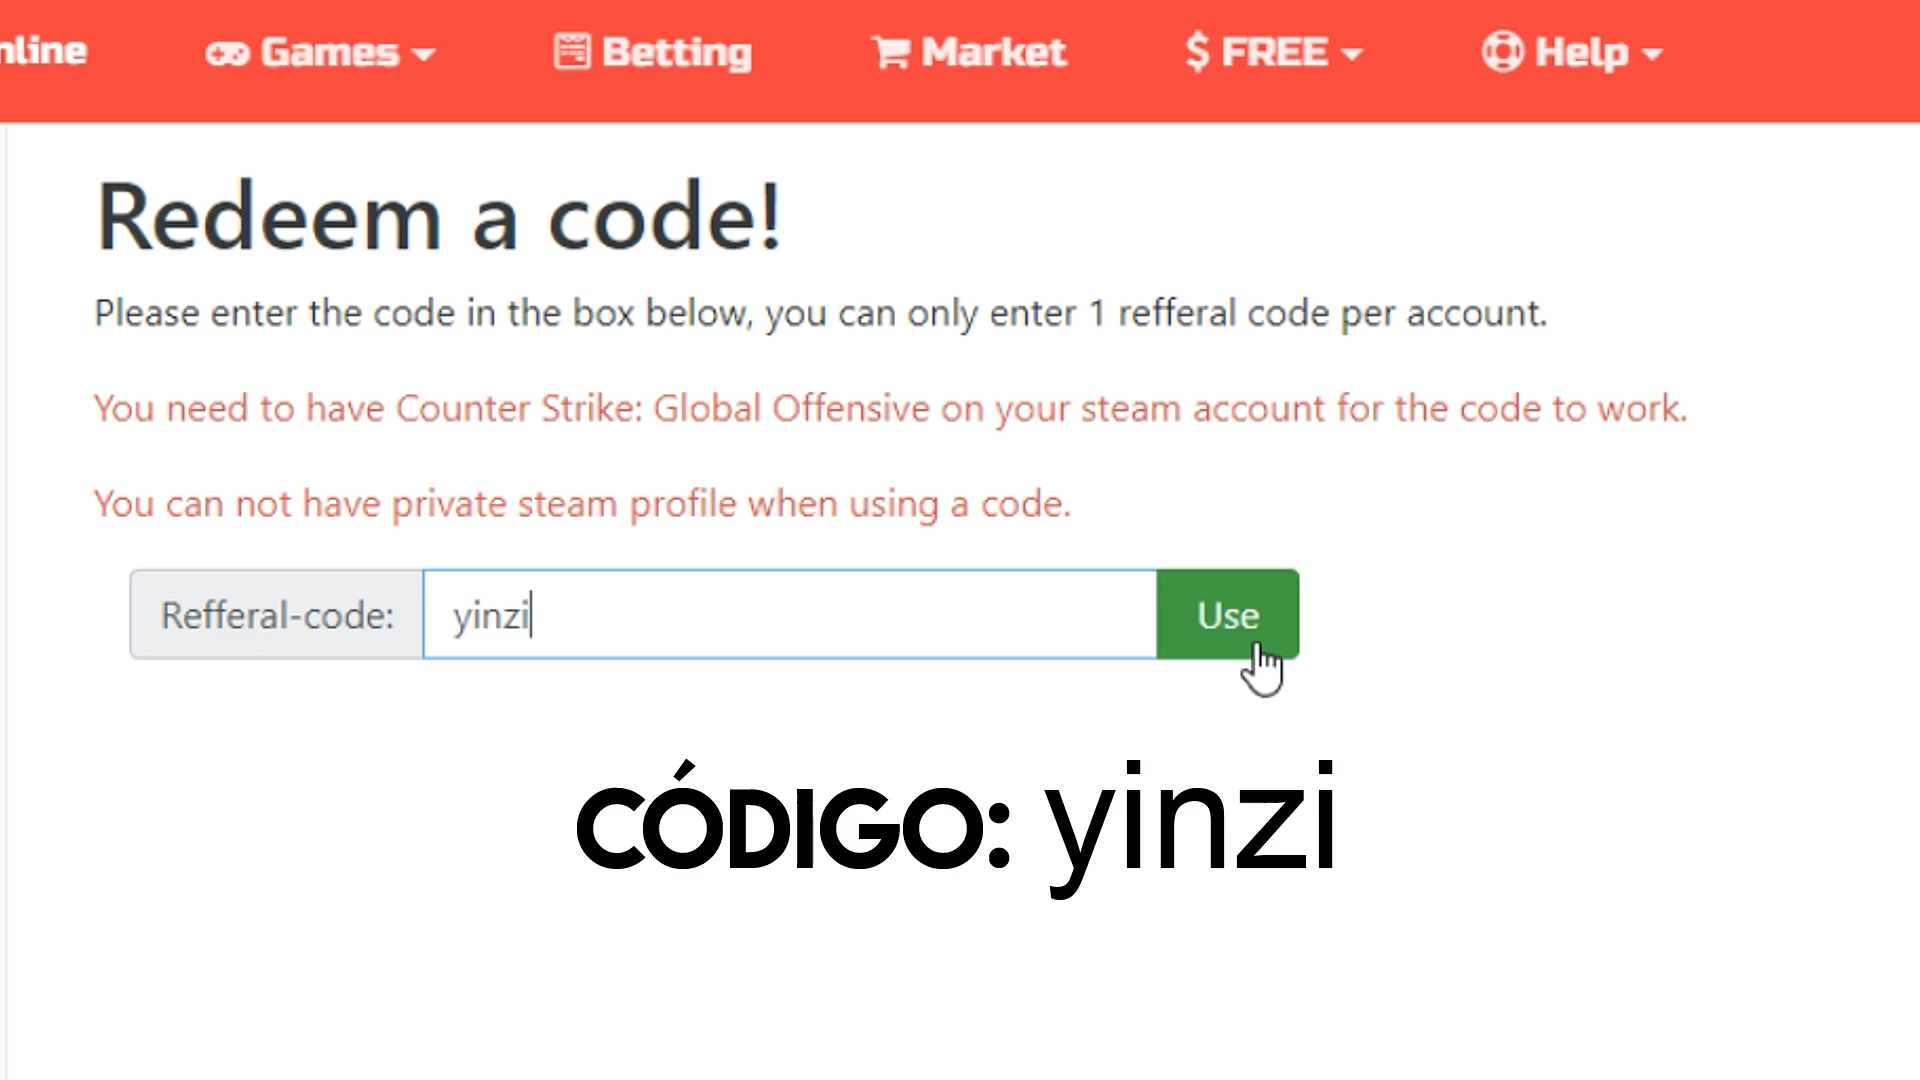 nline Games Betting Market $ FREE Help
Redeem a code!
Please enter the code in the box below, you can only enter 1 refferal code per account.
You need to have Counter Strike: Global Offensive on your steam account for the code to work.
You can not have private steam profile when using a code.
Refferal-code: yinzi Use
CÓDIGO: yinzi